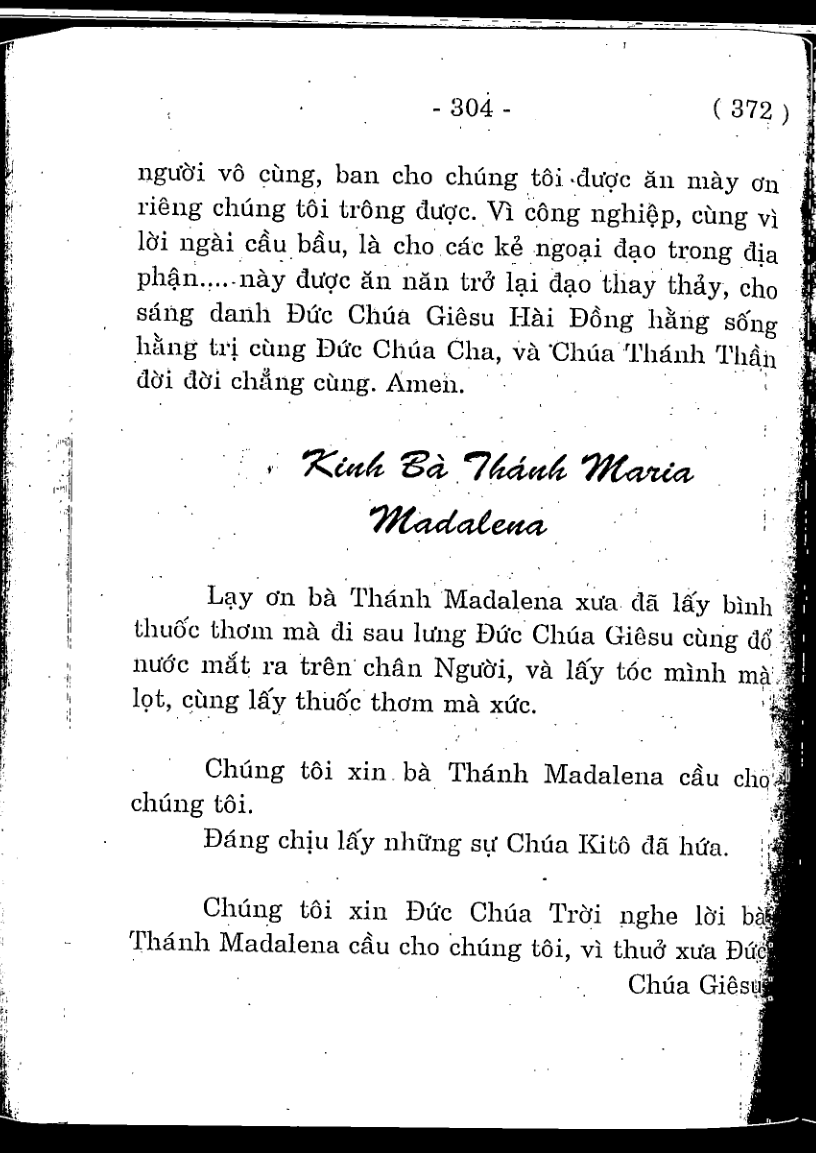 - 304 - ( 372 )
người vô cùng, ban cho chúng tôi được ăn mày ơn
riêng chúng tôi trông được. Vì công nghiệp, cùng vì
lời ngài cầu bầu, là cho các kẻ ngoại đạo trong địa
phận..... này được ăn năn trở lại đạo thay thảy, cho
sáng danh Đức Chúa Giêsu Hài Đồng hằng sống
hằng trị cùng Đức Chúa Cha, và Chúa Thánh Thần
đời đời chẳng cùng. Amen.
Kinh Bà Thánh Maria
Madalena
Lạy ơn bà Thánh Madalena xưa đã lấy bình
thuốc thơm mà đi sau lưng Đức Chúa Giêsu cùng đổ
nước mắt ra trên chân Người, và lấy tóc mình mà
lọt, cùng lấy thuốc thơm mà xức.
Chúng tôi xin bà Thánh Madalena cầu cho
chúng tôi.
Đáng chịu lấy những sự Chúa Kitô đã hứa.
Chúng tôi xin Đức Chúa Trời nghe lời bà
Thánh Madalena cầu cho chúng tôi, vì thuở xưa Đức
Chúa Giêsu